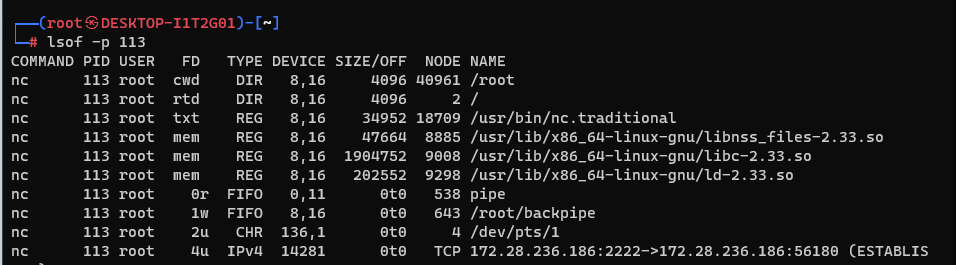 ┌──(root㉿DESKTOP-I1T2G01)-[~]
└─# lsof -p 113
COMMAND PID USER   FD   TYPE DEVICE SIZE/OFF  NODE NAME
nc      113 root  cwd    DIR   8,16     4096 40961 /root
nc      113 root  rtd    DIR   8,16     4096     2 /
nc      113 root  txt    REG   8,16    34952 18709 /usr/bin/nc.traditional
nc      113 root  mem    REG   8,16    47664  8885 /usr/lib/x86_64-linux-gnu/libnss_files-2.33.so
nc      113 root  mem    REG   8,16  1904752  9008 /usr/lib/x86_64-linux-gnu/libc-2.33.so
nc      113 root  mem    REG   8,16   202552  9298 /usr/lib/x86_64-linux-gnu/ld-2.33.so
nc      113 root    0r  FIFO   0,11      0t0   538 pipe
nc      113 root    1w  FIFO   8,16      0t0   643 /root/backpipe
nc      113 root    2u   CHR  136,1      0t0     4 /dev/pts/1
nc      113 root    4u  IPv4  14281      0t0   TCP 172.28.236.186:2222->172.28.236.186:56180 (ESTABLIS